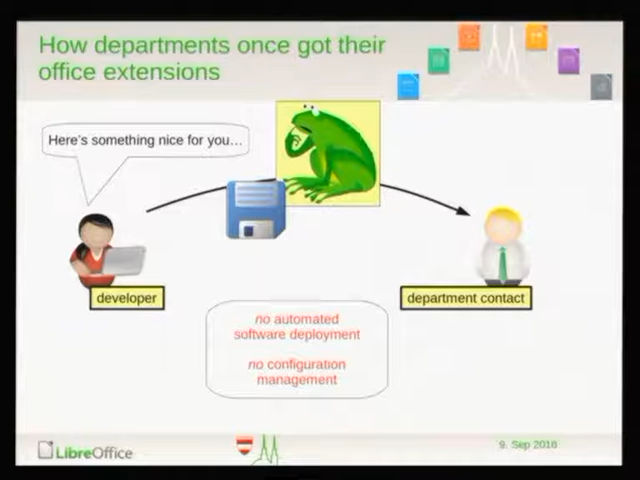 How departments once got their
office extensions
Here's something nice for you...
developer
department contact
no automated
software deployment
no configuration
management
LibreOffice
9. Sep 2016